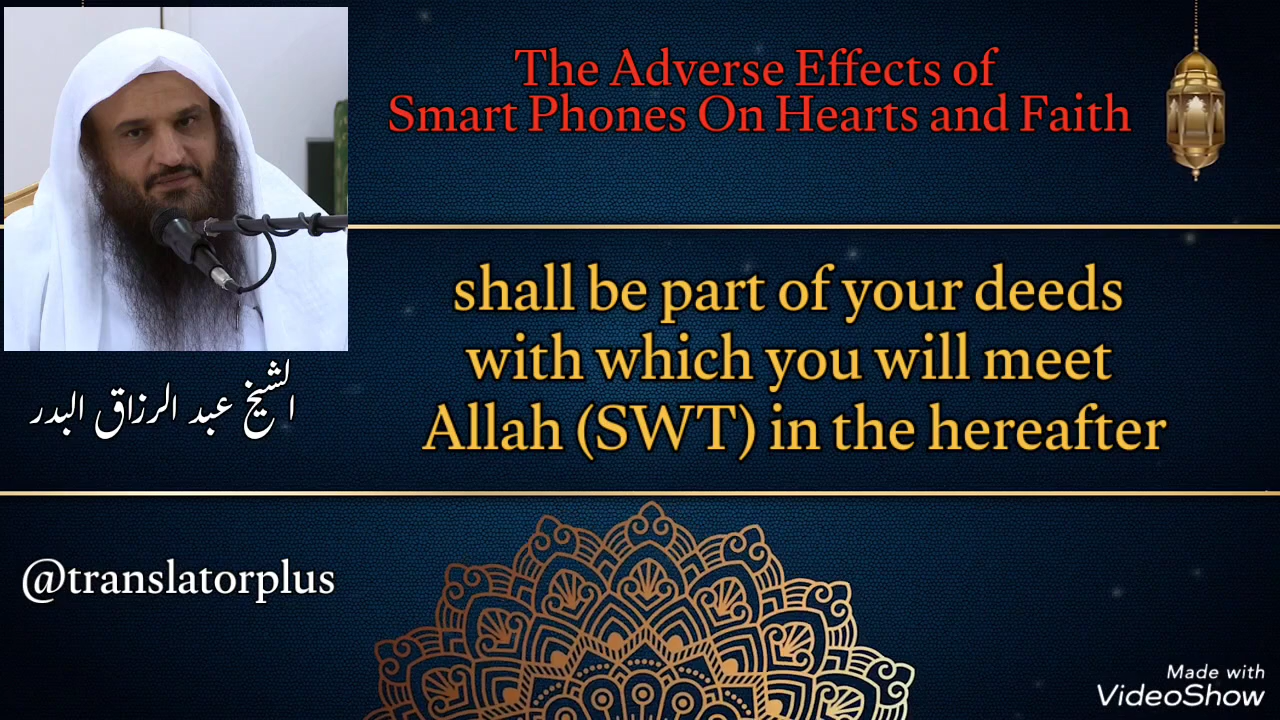 The Adverse Effects of
Smart Phones On Hearts and Faith
shall be part of your deeds
with which you will meet
Allah (SWT) in the hereafter
الشيخ عبد الرزاق البدر
@translatorplus
Made with
VideoShow